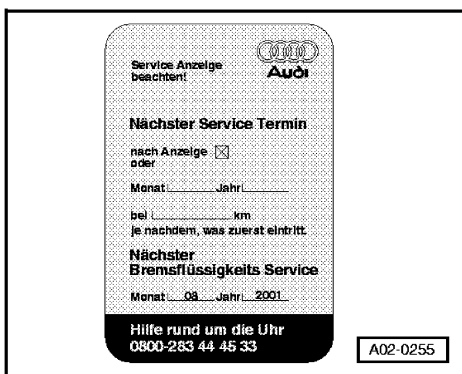 Service Anzeige
beachten!
Audi
Nächster Service Termin
nach Anzeige ☒
oder
Monat Jahr
bei km
je nachdem, was zuerst eintritt.
Nächster
Bremsflüssigkeits Service
Monat 08 Jahr 2001
Hilfe rund um die Uhr
0800-283 44 45 33
A02-0255